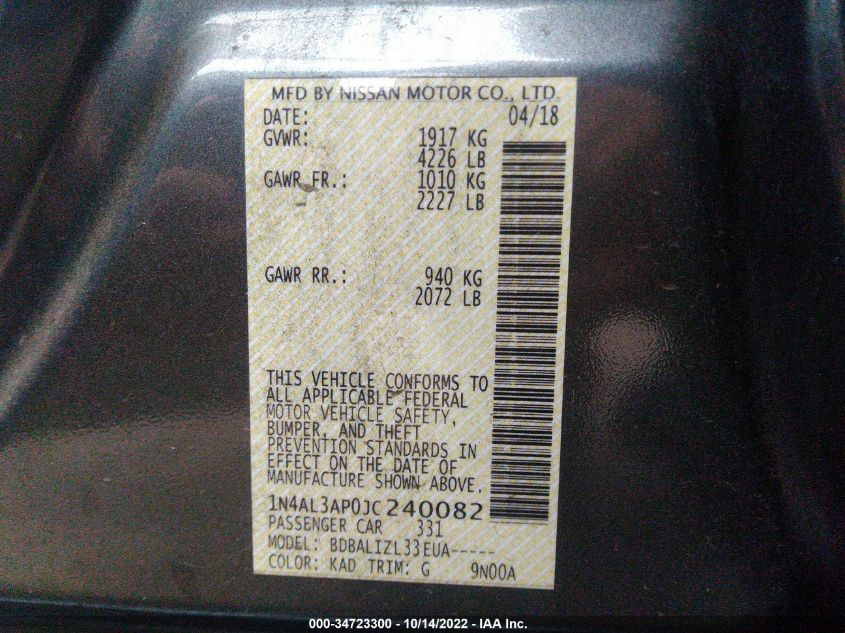 MFD BY NISSAN MOTOR CO., LTD.
DATE: 04/18
GVWR: 1917 KG
4226 LB
GAWR FR.: 1010 KG
2227 LB
GAWR RR.: 940 KG
2072 LB
THIS VEHICLE CONFORMS TO
ALL APPLICABLE FEDERAL
MOTOR VEHICLE SAFETY,
BUMPER, AND THEFT
PREVENTION STANDARDS IN
EFFECT ON THE DATE OF
MANUFACTURE SHOWN ABOVE.
1N4AL3AP0JC240082
PASSENGER CAR 331
MODEL: BDBALIZL33EUA-----
COLOR: KAD TRIM: G 9N00A
000-34723300 - 10/14/2022 - IAA Inc.